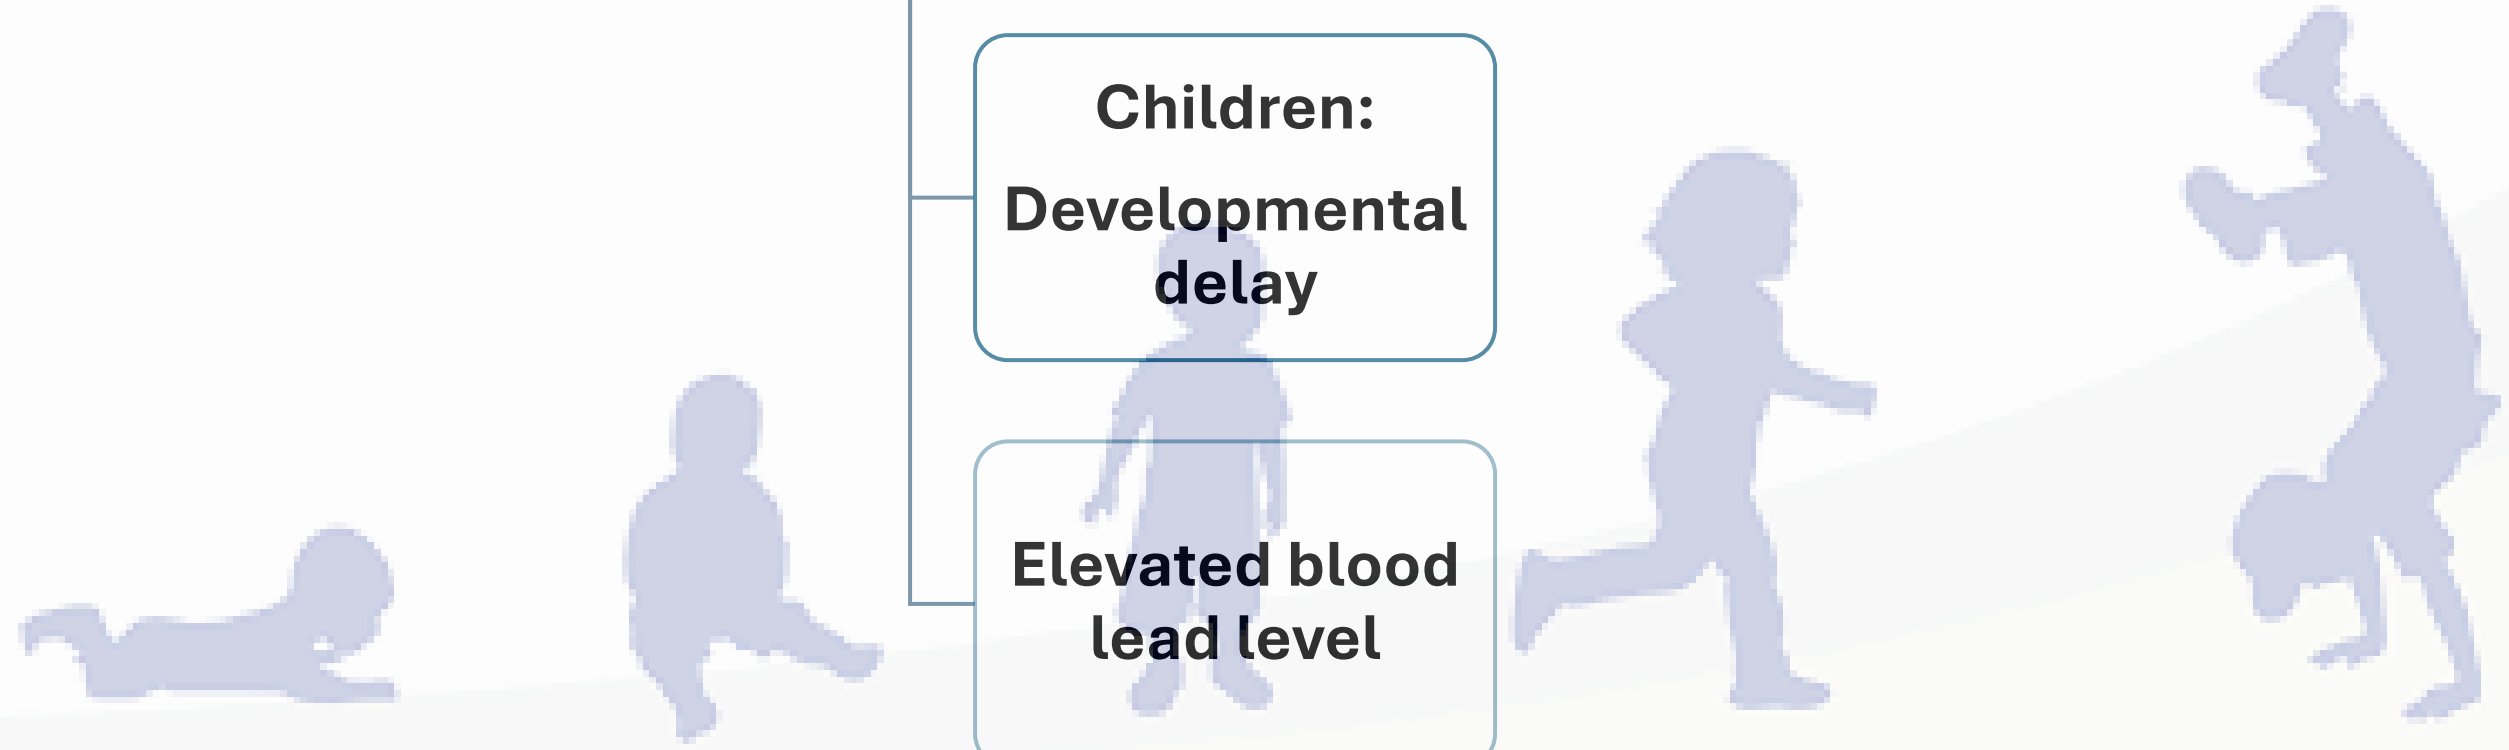 Children:
Developmental
delay
Elevated blood
lead level